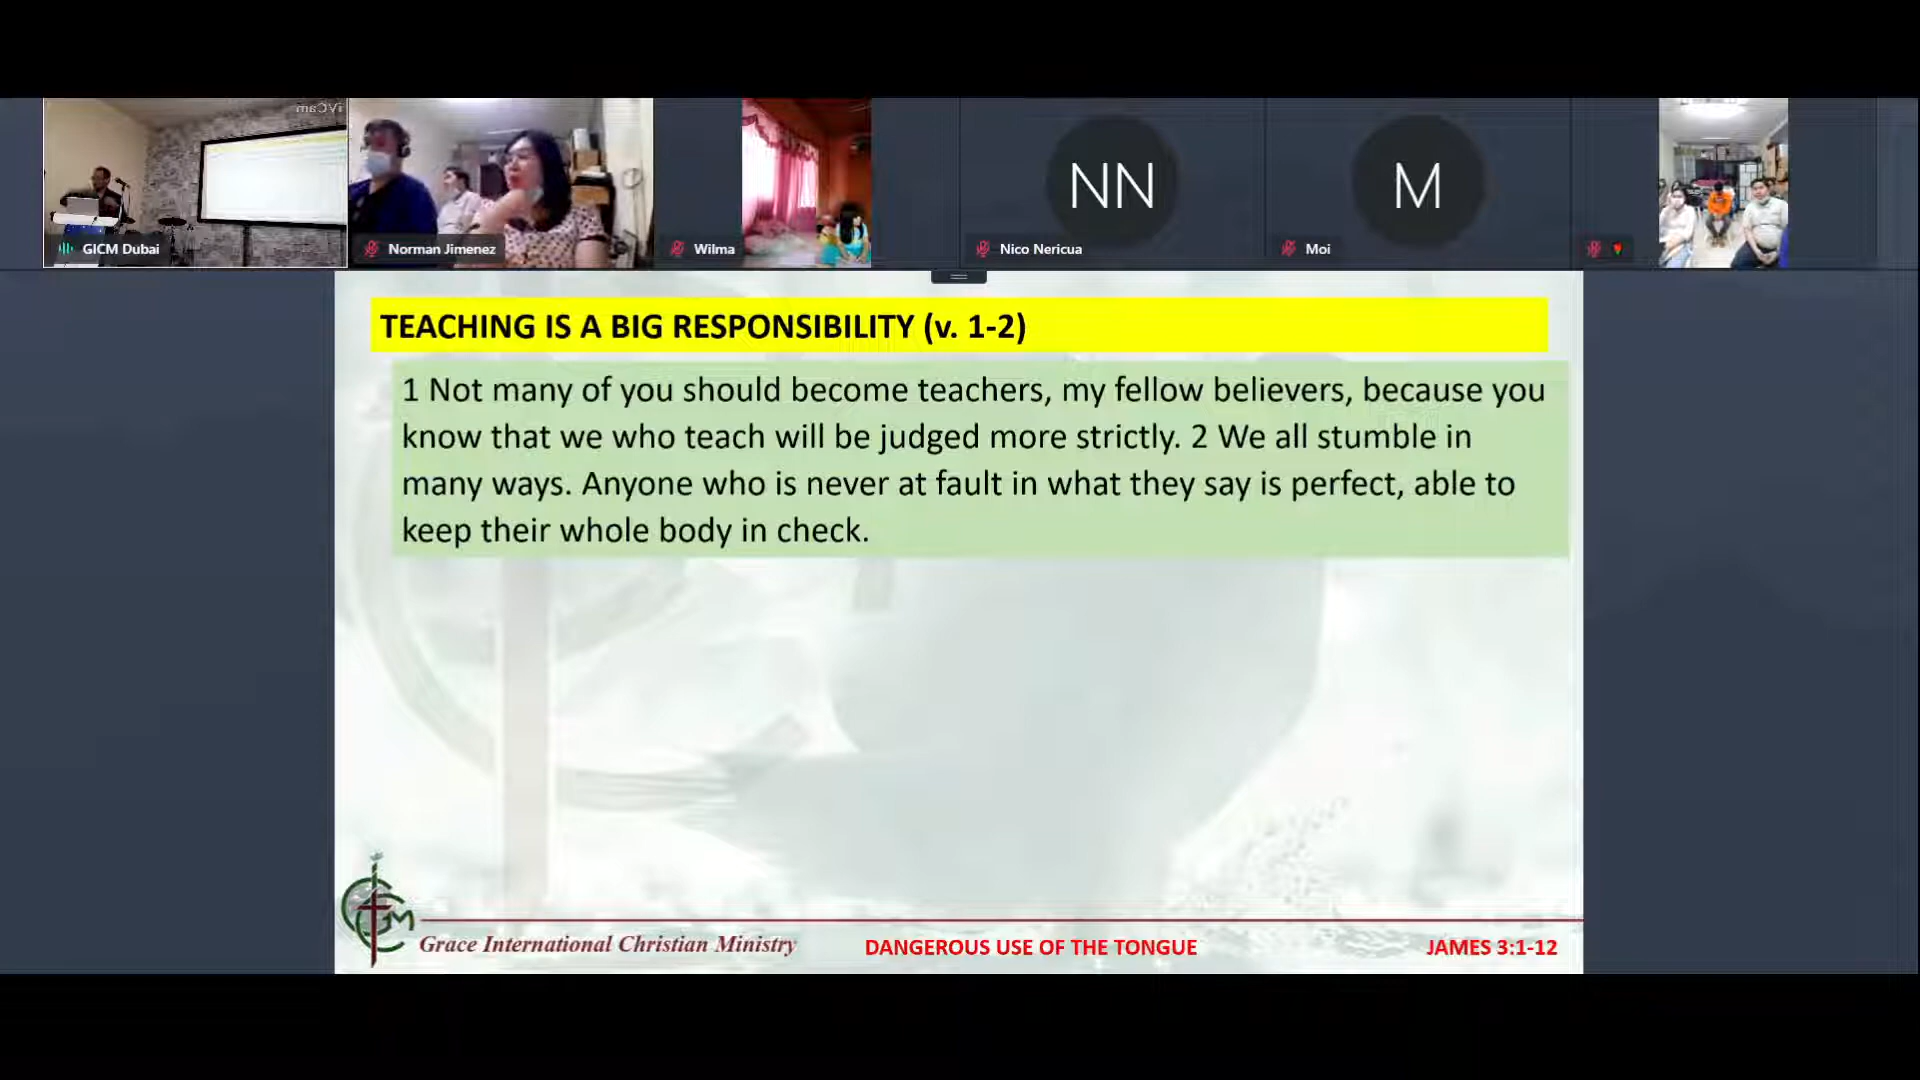 iVCam
GICM Dubai
Norman Jimenez
Wilma
NN
Nico Nericua
M
Moi
TEACHING IS A BIG RESPONSIBILITY (v. 1-2)
1 Not many of you should become teachers, my fellow believers, because you
know that we who teach will be judged more strictly. 2 We all stumble in
many ways. Anyone who is never at fault in what they say is perfect, able to
keep their whole body in check.
GICM
Grace International Christian Ministry
DANGEROUS USE OF THE TONGUE
JAMES 3:1-12